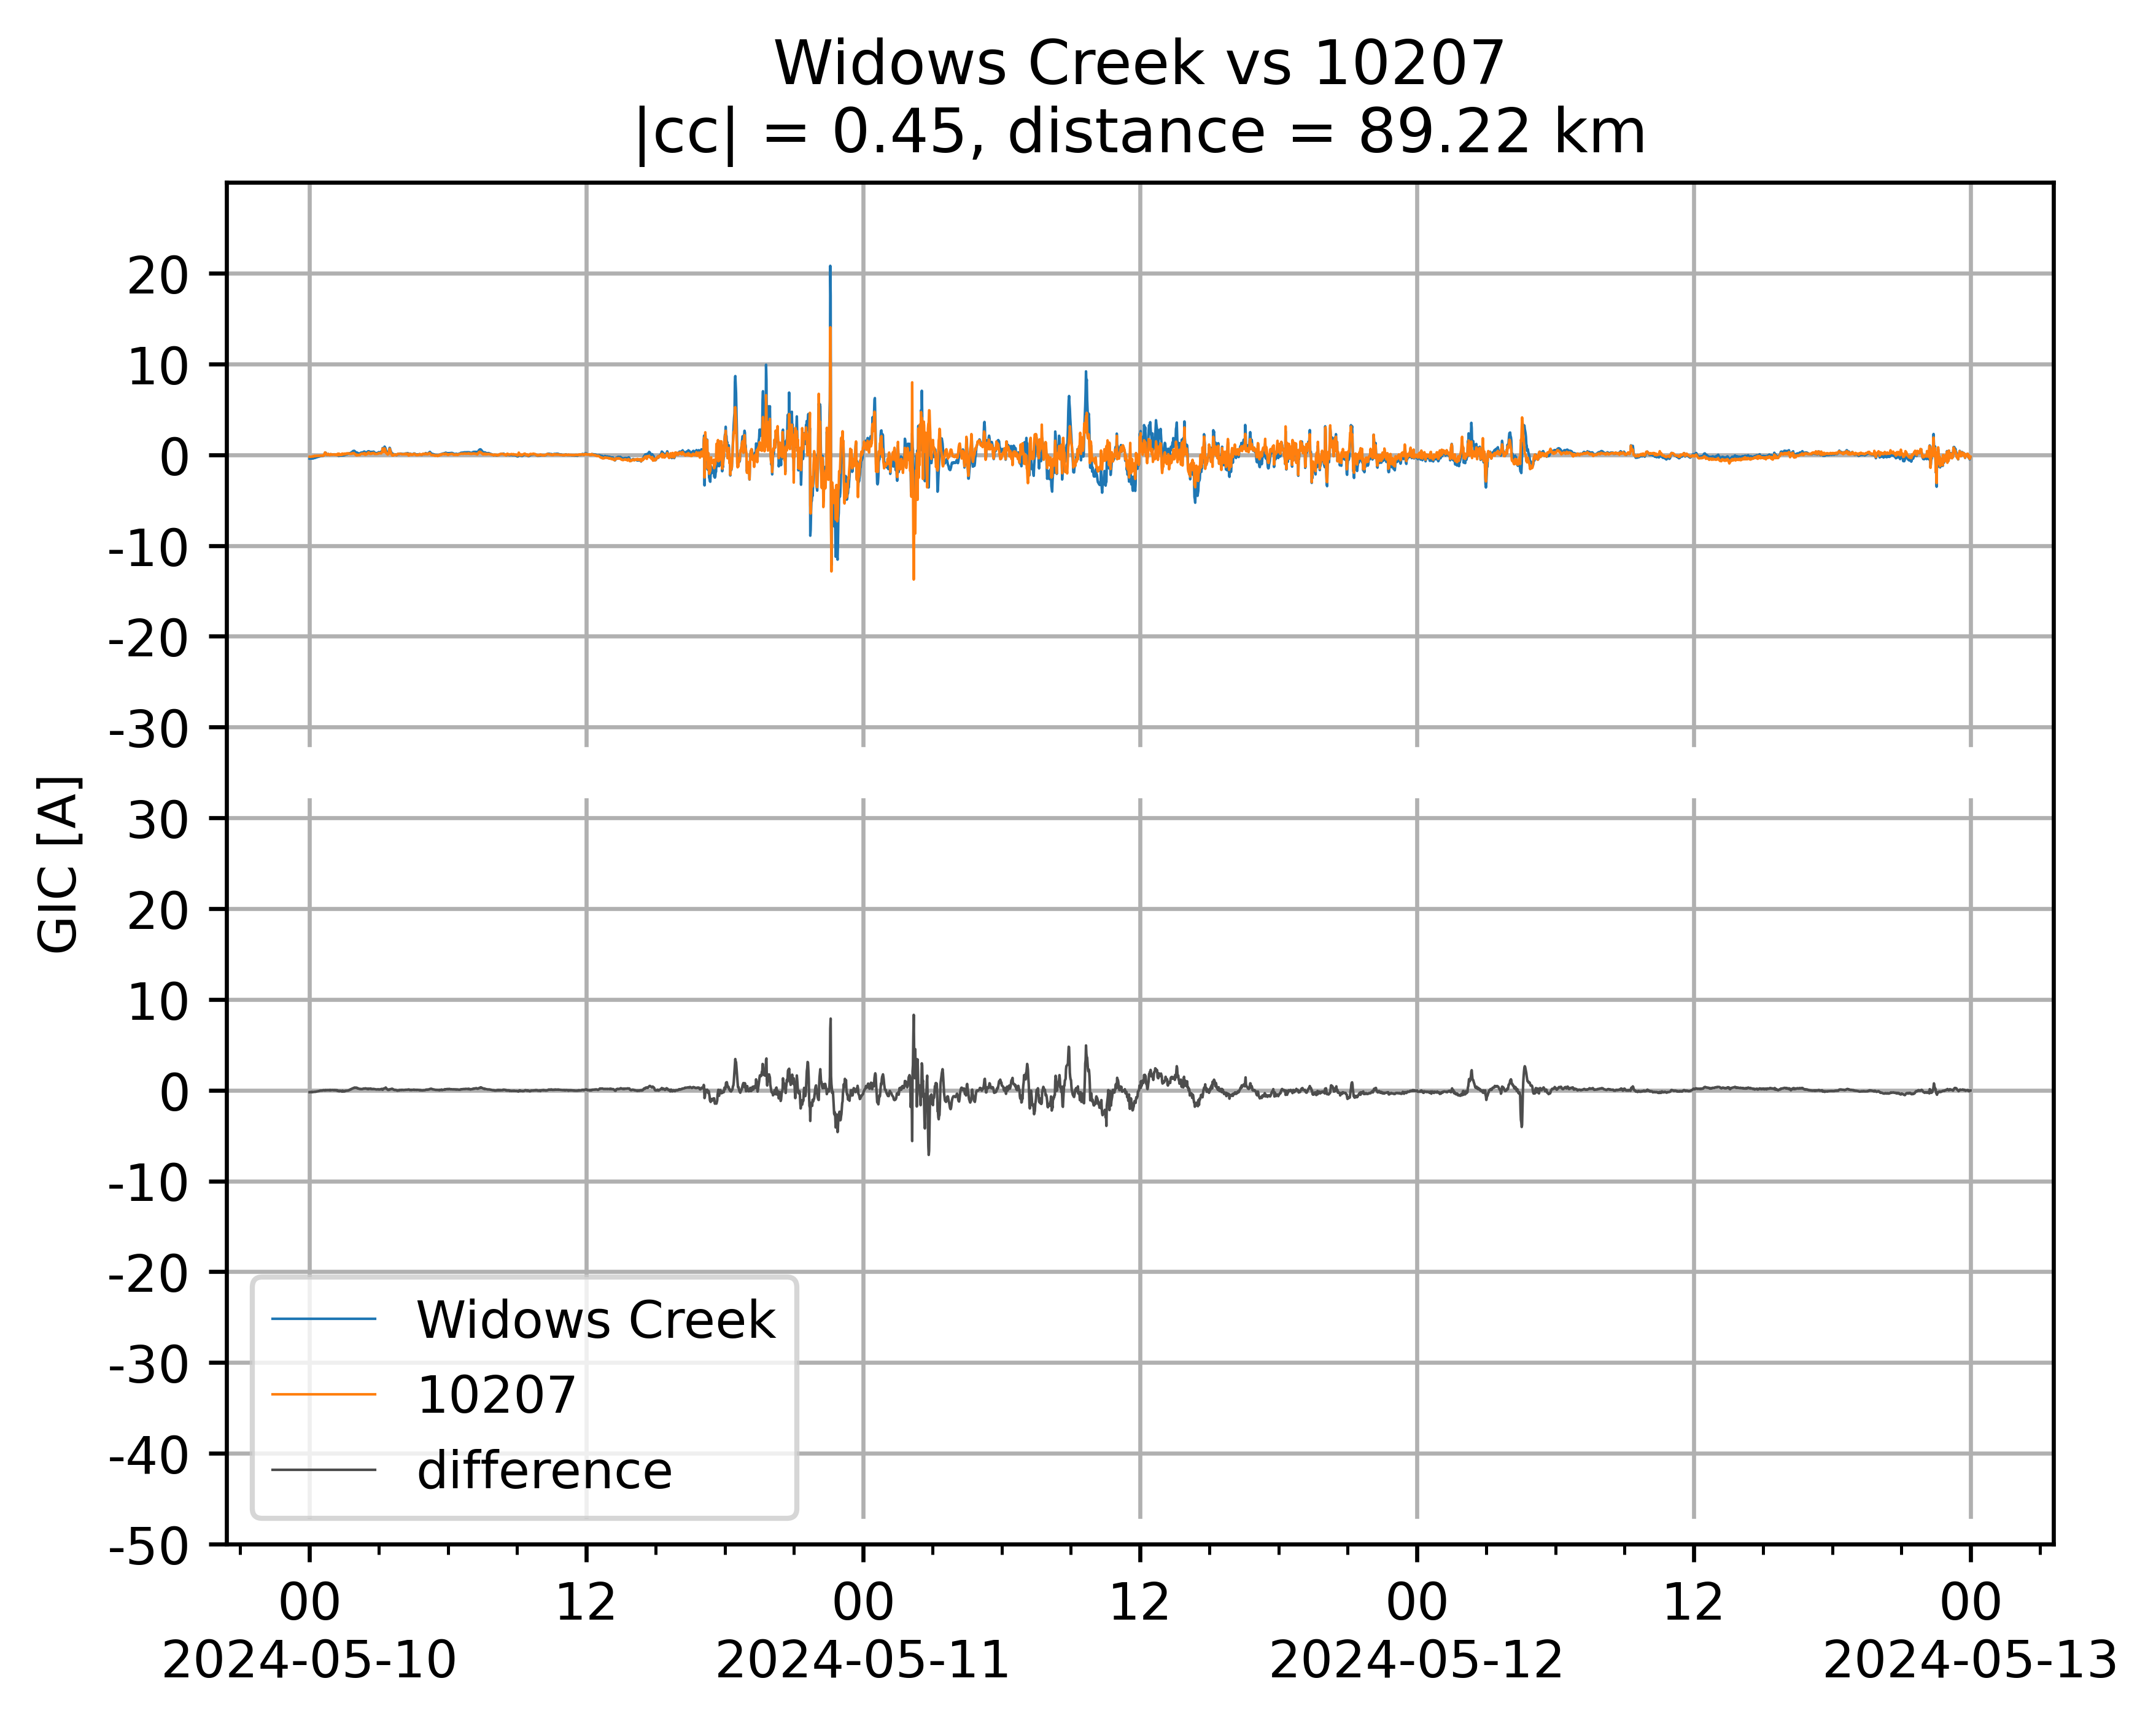 Widows Creek vs 10207
|cc| = 0.45, distance = 89.22 km
GIC [A]
20
10
0
-10
-20
-30
30
20
10
0
-10
-20
-30
-40
-50
Widows Creek
10207
difference
00 12 00 12 00 12 00
2024-05-10 2024-05-11 2024-05-12 2024-05-13